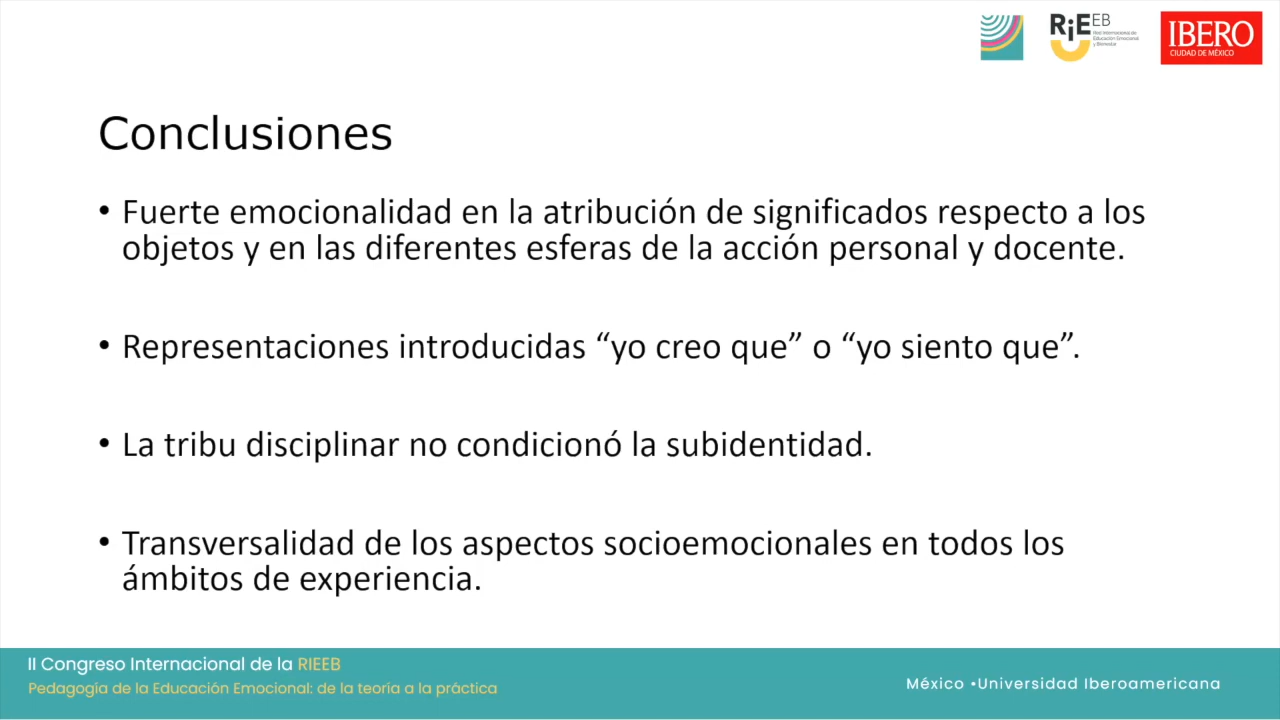 RiEEB
Red Internacional de
Educación Emocional
y Bienestar
IBERO
CIUDAD DE MÉXICO
Conclusiones
• Fuerte emocionalidad en la atribución de significados respecto a los
objetos y en las diferentes esferas de la acción personal y docente.
• Representaciones introducidas “yo creo que” o “yo siento que”.
• La tribu disciplinar no condicionó la subidentidad.
• Transversalidad de los aspectos socioemocionales en todos los
ámbitos de experiencia.
II Congreso Internacional de la RIEEB
Pedagogía de la Educación Emocional: de la teoría a la práctica
México •Universidad Iberoamericana